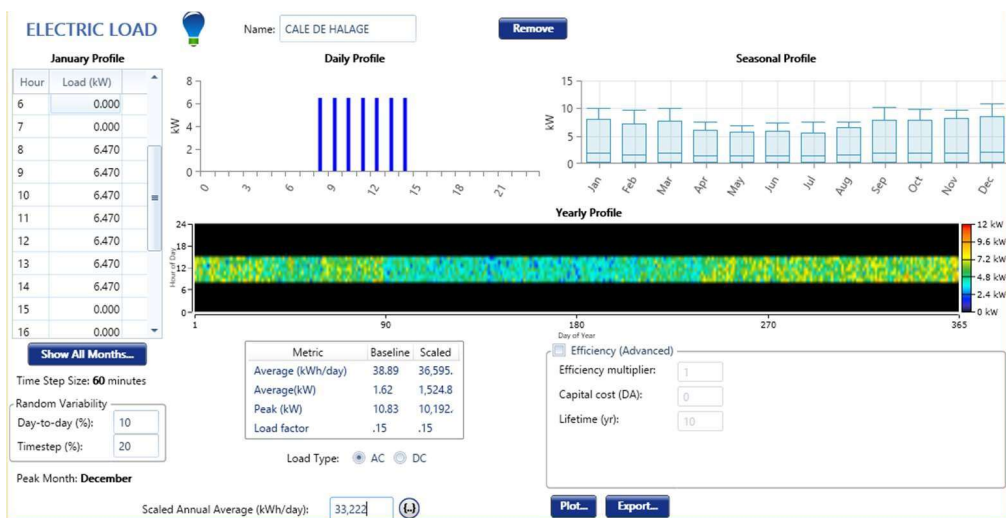 ELECTRIC LOAD
Name: CALE DE HALAGE
Remove
January Profile
Hour Load (kW)
6 0.000
7 0.000
8 6.470
9 6.470
10 6.470
11 6.470
12 6.470
13 6.470
14 6.470
15 0.000
16 0.000
Show All Months...
Time Step Size: 60 minutes
Random Variability
Day-to-day (%): 10
Timestep (%): 20
Peak Month: December
Daily Profile
kW
8
6
4
2
0
0 3 6 9 12 15 18 21
Seasonal Profile
kW
15
10
5
0
Jan Feb Mar Apr May Jun Jul Aug Sep Oct Nov Dec
Yearly Profile
Hour of Day
24
18
12
6
0
1 90 180 270 365
Day of Year
12 kW
9.6 kW
7.2 kW
4.8 kW
2.4 kW
0 kW
Metric Baseline Scaled
Average (kWh/day) 38.89 36,595.
Average(kW) 1.62 1,524.8
Peak (kW) 10.83 10,192.
Load factor .15 .15
Load Type: AC DC
Efficiency (Advanced)
Efficiency multiplier: 1
Capital cost (DA): 0
Lifetime (yr): 10
Scaled Annual Average (kWh/day): 33,222 {..}
Plot... Export...